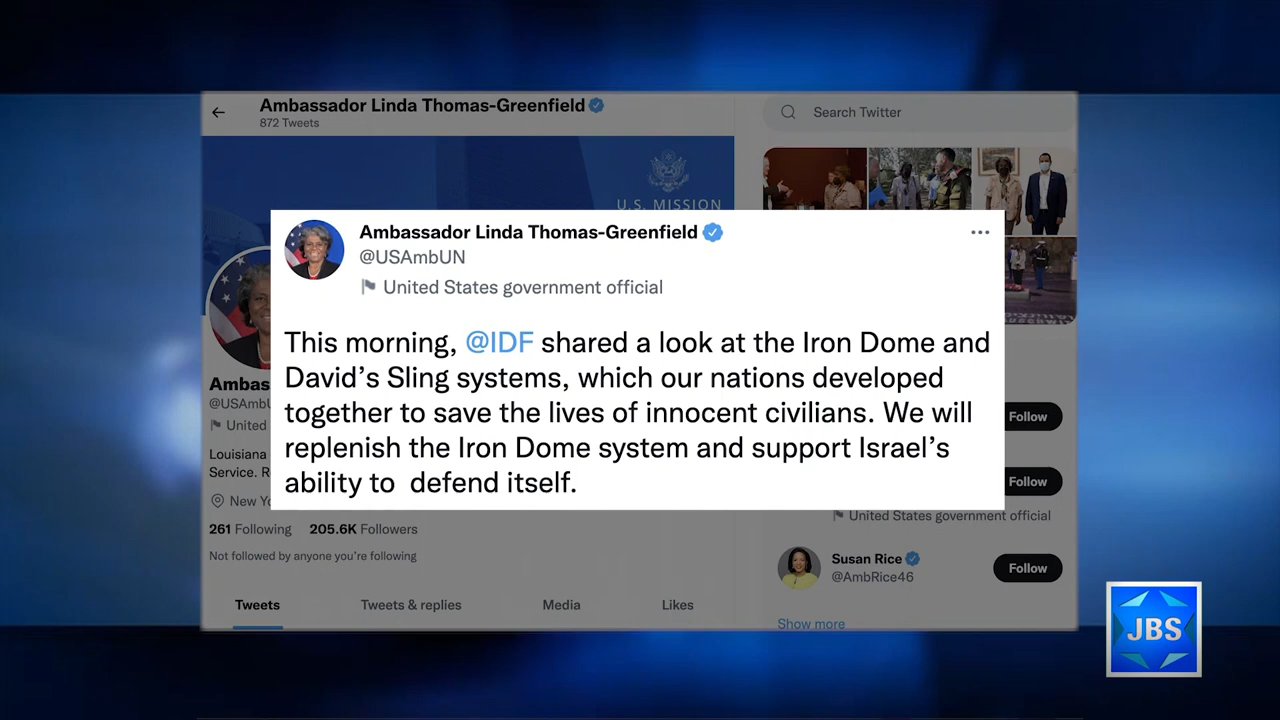 Ambassador Linda Thomas-Greenfield
872 Tweets
Search Twitter
U.S. MISSION
Ambassador Linda Thomas-Greenfield
@USAmbUN
United States government official
This morning, @IDF shared a look at the Iron Dome and
David's Sling systems, which our nations developed
together to save the lives of innocent civilians. We will
replenish the Iron Dome system and support Israel's
ability to defend itself.
Ambas
@USAmbU
United
Louisiana
Service. R
New Yo
261 Following 205.6K Followers
Not followed by anyone you're following
Tweets Tweets & replies Media Likes
Follow
Follow
United States government official
Susan Rice
@AmbRice46
Follow
Show more
JBS